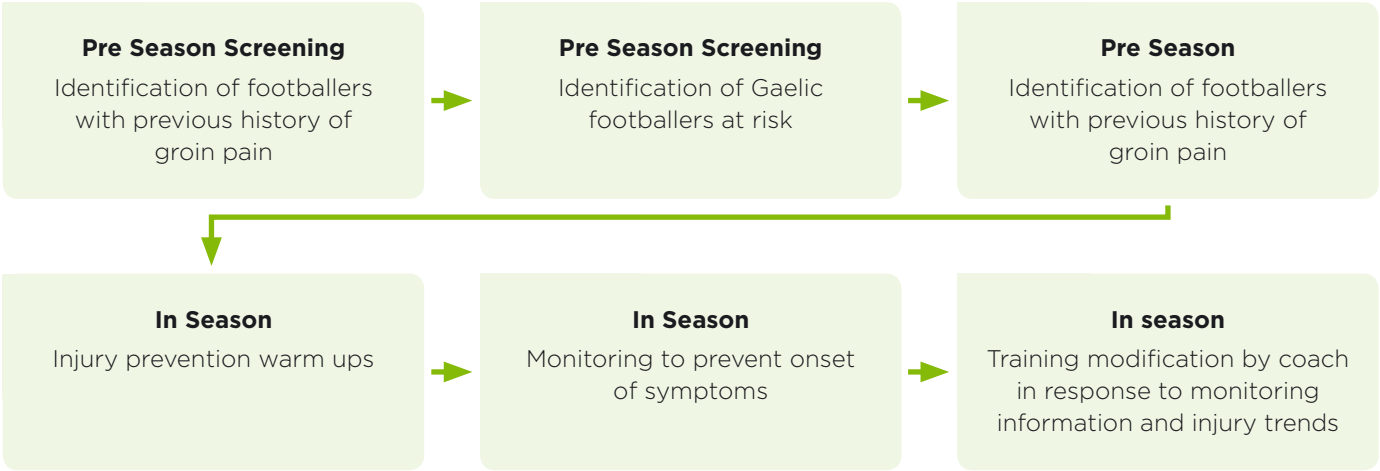 Pre Season Screening
Identification of footballers
with previous history of
groin pain
Pre Season Screening
Identification of Gaelic
footballers at risk
Pre Season
Identification of footballers
with previous history of
groin pain
In Season
Injury prevention warm ups
In Season
Monitoring to prevent onset
of symptoms
In season
Training modification by coach
in response to monitoring
information and injury trends